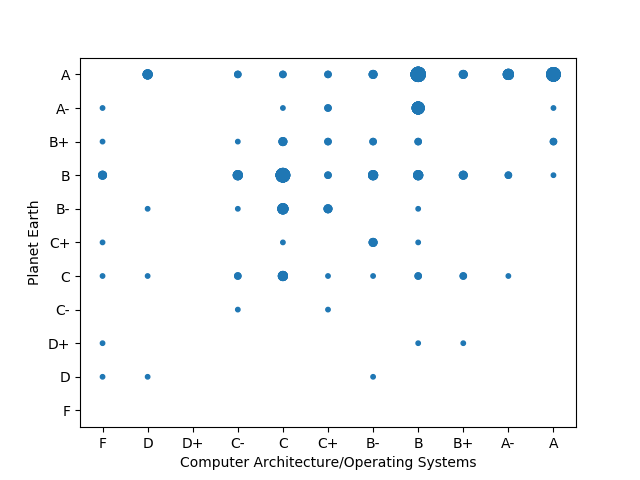 A
A-
B+
B
B-
C+
C
C-
D+
D
F
Planet Earth
F D D+ C- C C+ B- B B+ A- A
Computer Architecture/Operating Systems